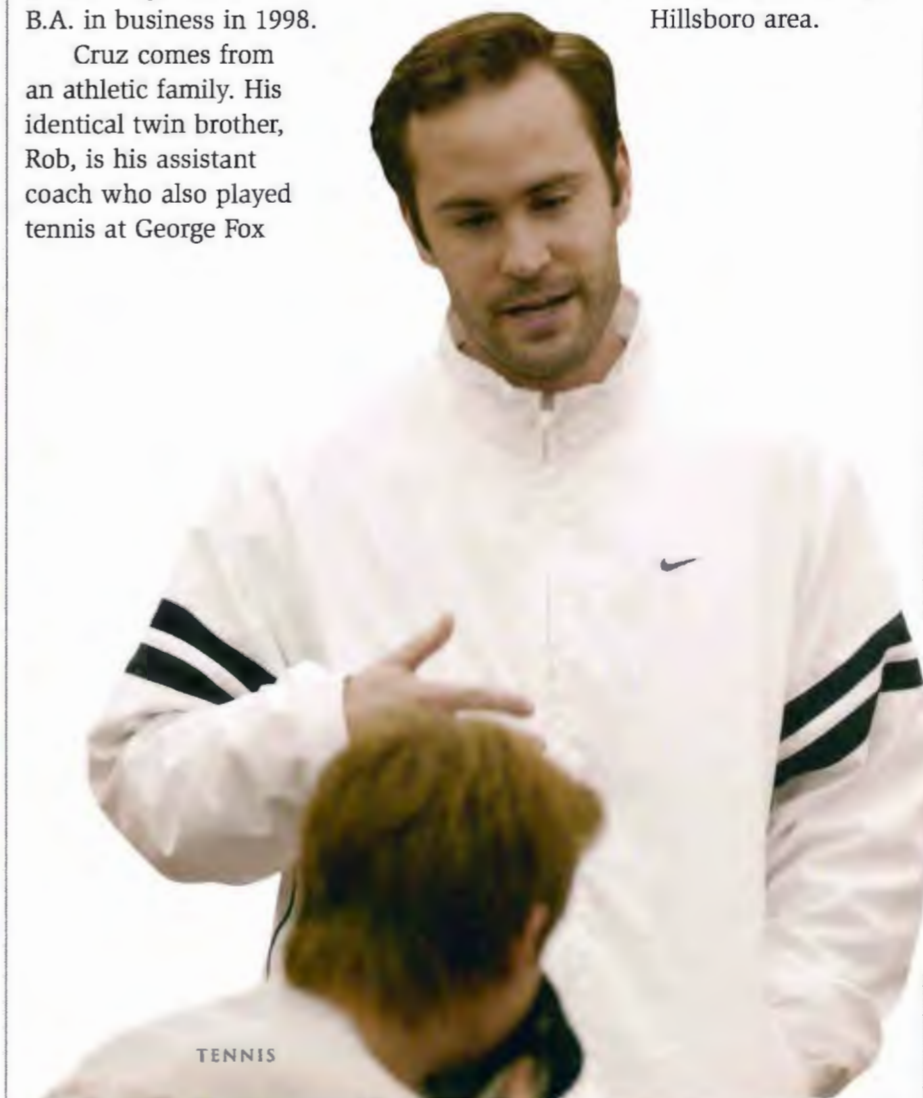 B.A. in business in 1998.
Cruz comes from
an athletic family. His
identical twin brother,
Rob, is his assistant
coach who also played
tennis at George Fox
Hillsboro area.
TENNIS